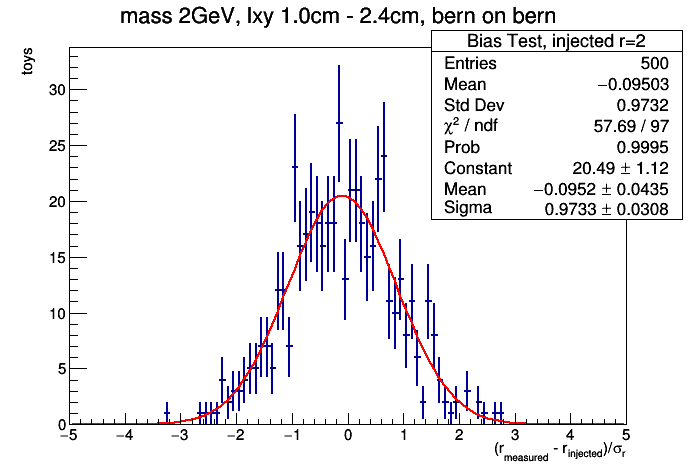 mass 2GeV, lxy 1.0cm - 2.4cm, bern on bern
Bias Test, injected r=2
Entries 500
Mean −0.09503
Std Dev 0.9732
χ² / ndf 57.69 / 97
Prob 0.9995
Constant 20.49 ± 1.12
Mean −0.0952 ± 0.0435
Sigma 0.9733 ± 0.0308
toys
30
25
20
15
10
5
0
−5 −4 −3 −2 −1 0 1 2 3 4 5
(r_measured - r_injected)/σ_r